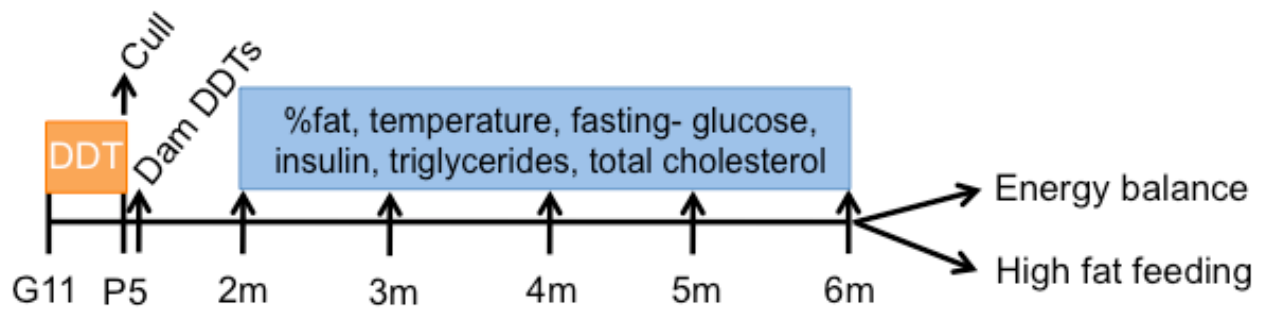 Cull
Dam DDTs
DDT
%fat, temperature, fasting- glucose,
insulin, triglycerides, total cholesterol
Energy balance
High fat feeding
G11 P5 2m 3m 4m 5m 6m